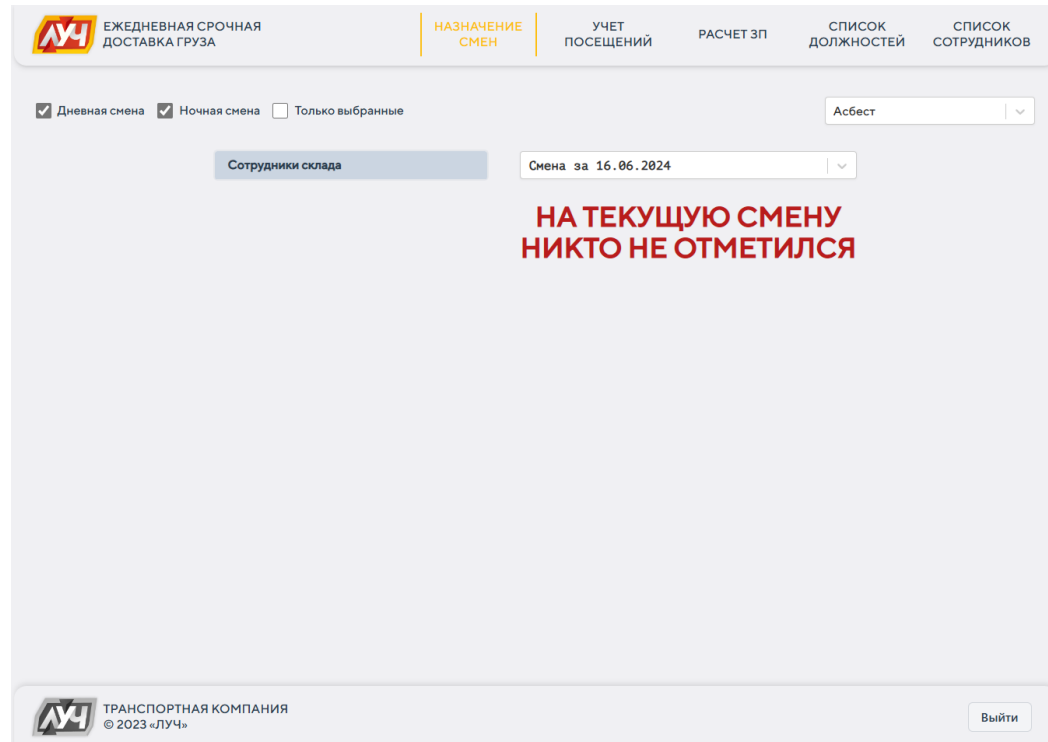 ЛУЧ
ЕЖЕДНЕВНАЯ СРОЧНАЯ
ДОСТАВКА ГРУЗА
НАЗНАЧЕНИЕ
СМЕН
УЧЕТ
ПОСЕЩЕНИЙ
РАСЧЕТ ЗП
СПИСОК
ДОЛЖНОСТЕЙ
СПИСОК
СОТРУДНИКОВ
Дневная смена
Ночная смена
Только выбранные
Асбест
Сотрудники склада
Смена за 16.06.2024
НА ТЕКУЩУЮ СМЕНУ
НИКТО НЕ ОТМЕТИЛСЯ
ЛУЧ
ТРАНСПОРТНАЯ КОМПАНИЯ
© 2023 «ЛУЧ»
Выйти